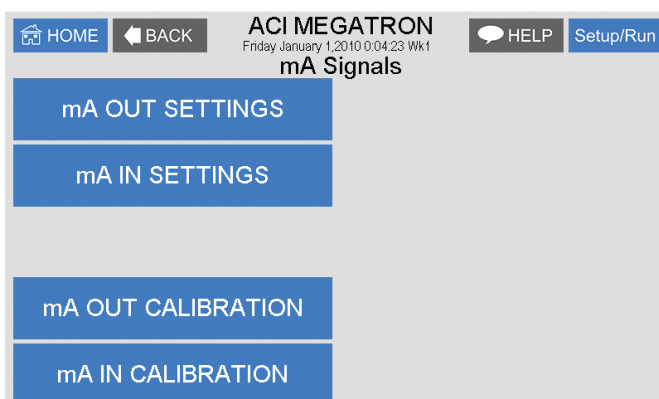 HOME BACK ACI MEGATRON HELP Setup/Run
Friday January 1,2010 0:04:23 Wk1
mA Signals
mA OUT SETTINGS
mA IN SETTINGS
mA OUT CALIBRATION
mA IN CALIBRATION